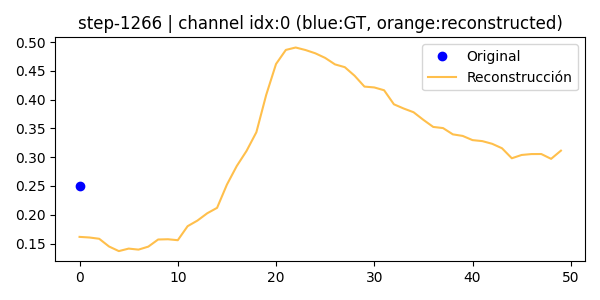 step-1266 | channel idx:0 (blue:GT, orange:reconstructed)
Original
Reconstrucción
0.50
0.45
0.40
0.35
0.30
0.25
0.20
0.15
0 10 20 30 40 50